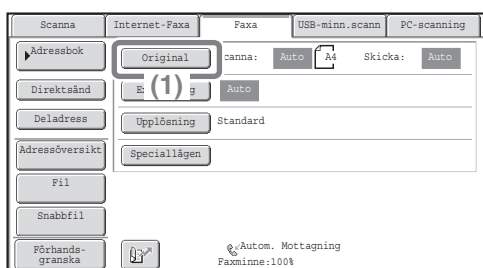 Scanna Internet-Faxa Faxa USB-minn.scann PC-scanning
Adressbok
Original canna: Auto A4 Skicka: Auto
Direktsänd
(1) Auto
Deladress
Upplösning Standard
Adressöversikt
Speciallägen
Fil
Snabbfil
Förhands-
granska
Autom. Mottagning
Faxminne:100%